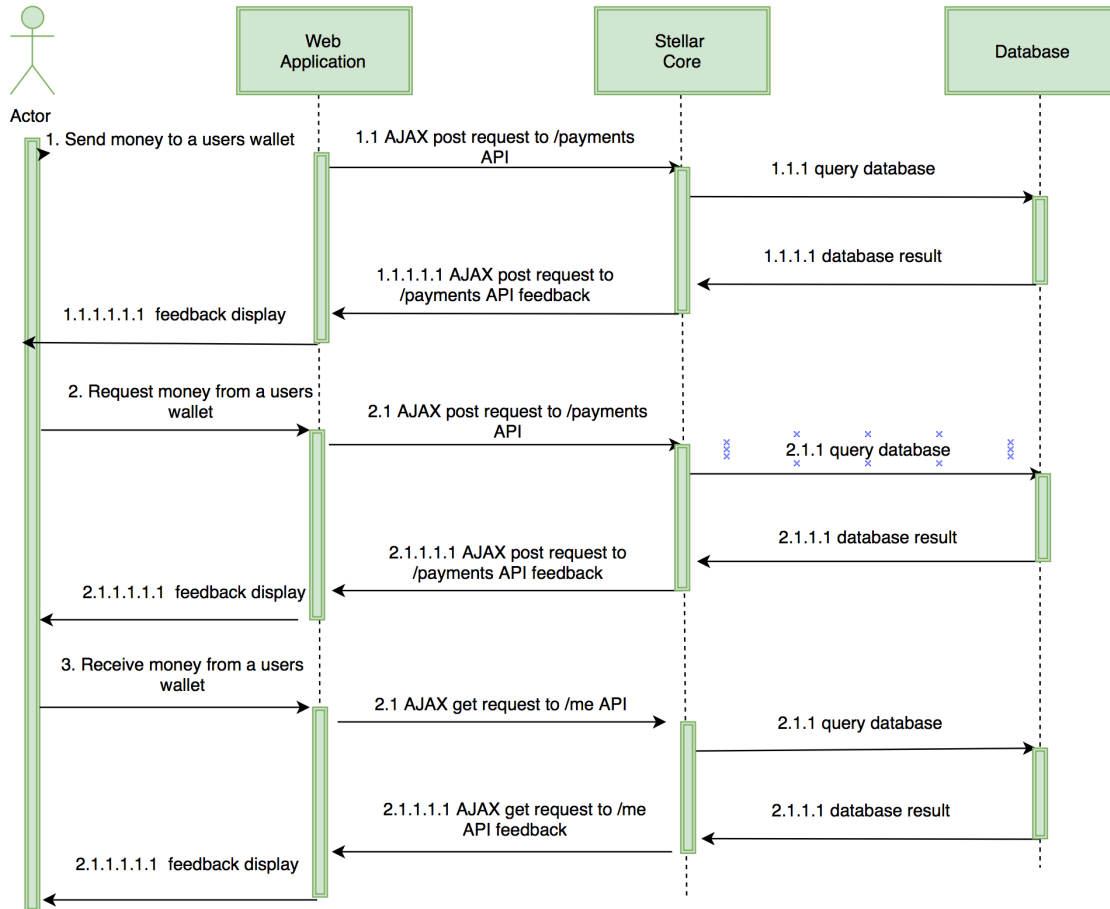 Web
Application
Stellar
Core
Database
Actor
1. Send money to a users wallet
1.1 AJAX post request to /payments
API
1.1.1 query database
1.1.1.1 database result
1.1.1.1.1 AJAX post request to
/payments API feedback
1.1.1.1.1.1 feedback display
2. Request money from a users
wallet
2.1 AJAX post request to /payments
API
2.1.1 query database
2.1.1.1 database result
2.1.1.1.1 AJAX post request to
/payments API feedback
2.1.1.1.1.1 feedback display
3. Receive money from a users
wallet
2.1 AJAX get request to /me API
2.1.1 query database
2.1.1.1 database result
2.1.1.1.1 AJAX get request to /me
API feedback
2.1.1.1.1.1 feedback display